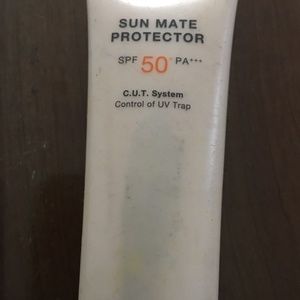 SUN MATE
PROTECTOR
SPF 50+ PA+++
C.U.T. System
Control of UV Trap